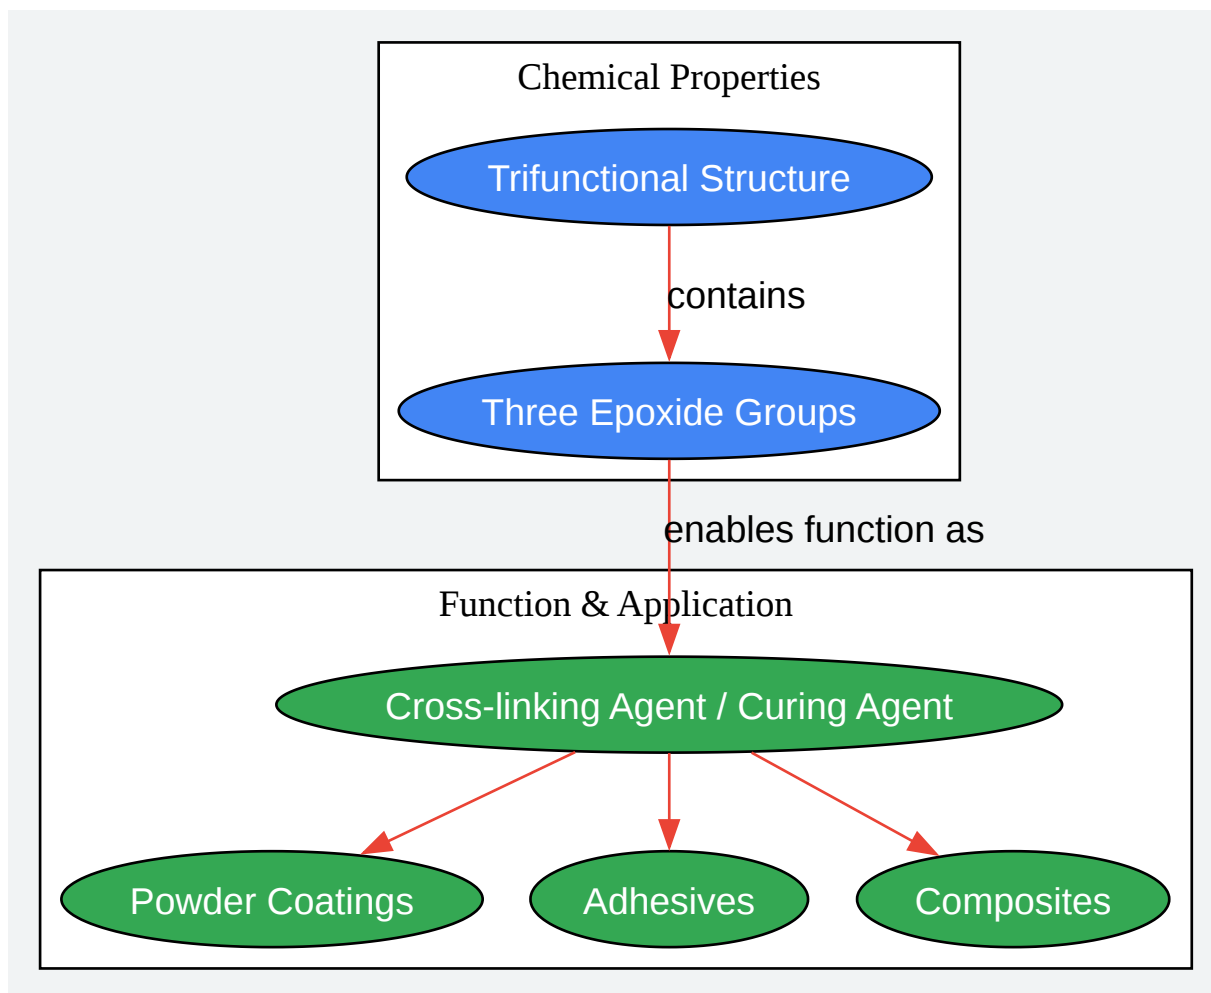 Chemical Properties
Trifunctional Structure
contains
Three Epoxide Groups
enables function as
Function & Application
Cross-linking Agent / Curing Agent
Powder Coatings
Adhesives
Composites